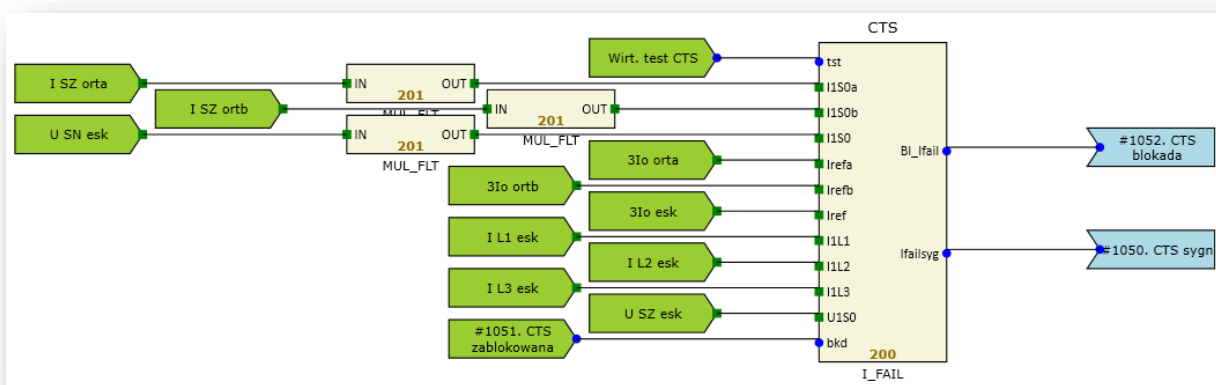 CTS
Wirt. test CTS
tst
I SZ orta
IN
OUT
201
MUL_FLT
I1S0a
I SZ ortb
IN
OUT
201
MUL_FLT
I1S0b
U SN esk
IN
OUT
201
MUL_FLT
I1S0
3Io orta
Irefa
3Io ortb
Irefb
3Io esk
Iref
I L1 esk
I1L1
I L2 esk
I1L2
I L3 esk
I1L3
U SZ esk
U1S0
#1051. CTS
zablokowana
bkd
Bl_Ifail
#1052. CTS
blokada
Ifailsyg
#1050. CTS sygn
200
I_FAIL